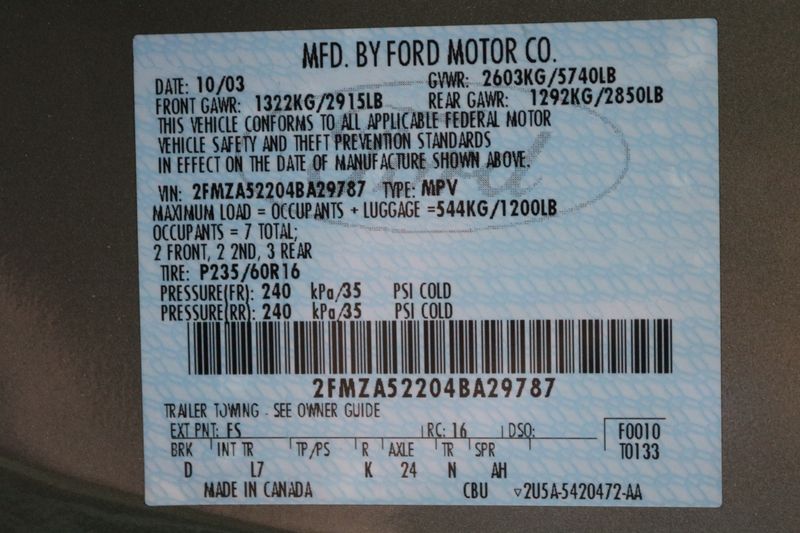 MFD. BY FORD MOTOR CO.
DATE: 10/03 GVWR: 2603KG/5740LB
FRONT GAWR: 1322KG/2915LB REAR GAWR: 1292KG/2850LB
THIS VEHICLE CONFORMS TO ALL APPLICABLE FEDERAL MOTOR
VEHICLE SAFETY AND THEFT PREVENTION STANDARDS
IN EFFECT ON THE DATE OF MANUFACTURE SHOWN ABOVE.
VIN: 2FMZA52204BA29787 TYPE: MPV
MAXIMUM LOAD = OCCUPANTS + LUGGAGE =544KG/1200LB
OCCUPANTS = 7 TOTAL;
2 FRONT, 2 2ND, 3 REAR
TIRE: P235/60R16
PRESSURE(FR): 240 kPa/35 PSI COLD
PRESSURE(RR): 240 kPa/35 PSI COLD
2FMZA52204BA29787
TRAILER TOWING - SEE OWNER GUIDE
EXT PNT: FS RC: 16 DSO: F0010
BRK INT TR TP/PS R AXLE TR SPR T0133
D L7 K 24 N AH
MADE IN CANADA CBU ▽2U5A-5420472-AA